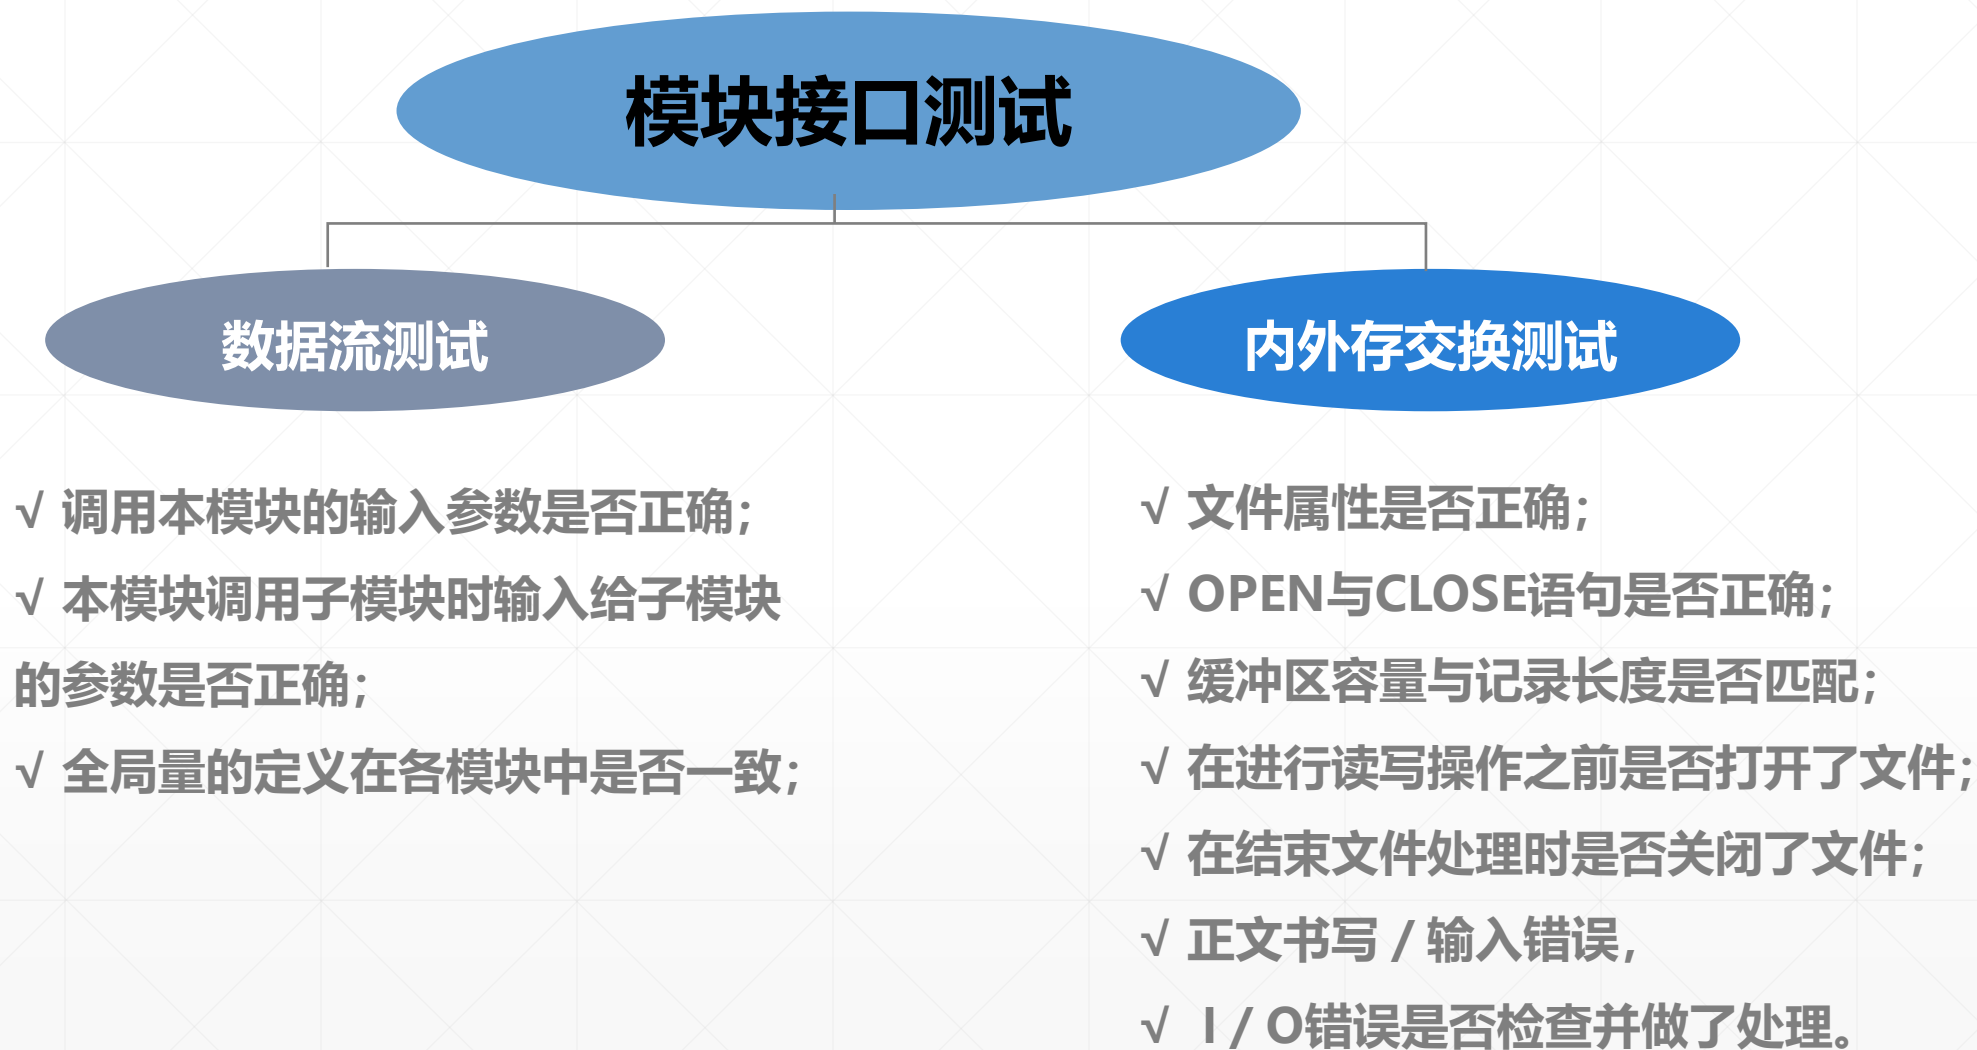 模块接口测试
数据流测试
√ 调用本模块的输入参数是否正确；
√ 本模块调用子模块时输入给子模块
的参数是否正确；
√ 全局量的定义在各模块中是否一致；
内外存交换测试
√ 文件属性是否正确；
√ OPEN与CLOSE语句是否正确；
√ 缓冲区容量与记录长度是否匹配；
√ 在进行读写操作之前是否打开了文件；
√ 在结束文件处理时是否关闭了文件；
√ 正文书写／输入错误，
√ I／O错误是否检查并做了处理。